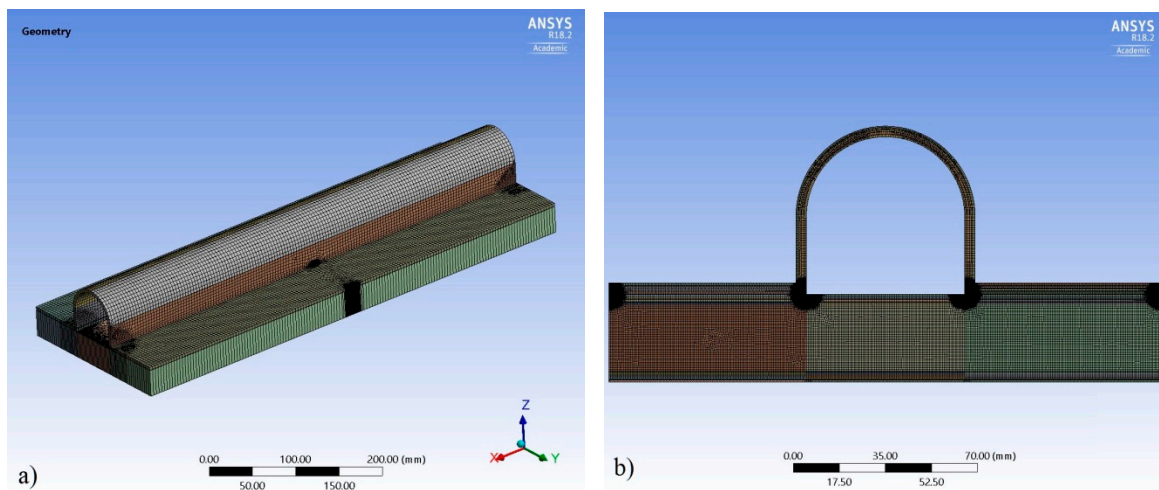 Geometry
ANSYS
R18.2
Academic
Z
X
Y
0.00 100.00 200.00 (mm)
50.00 150.00
a)
ANSYS
R18.2
Academic
0.00 35.00 70.00 (mm)
17.50 52.50
b)